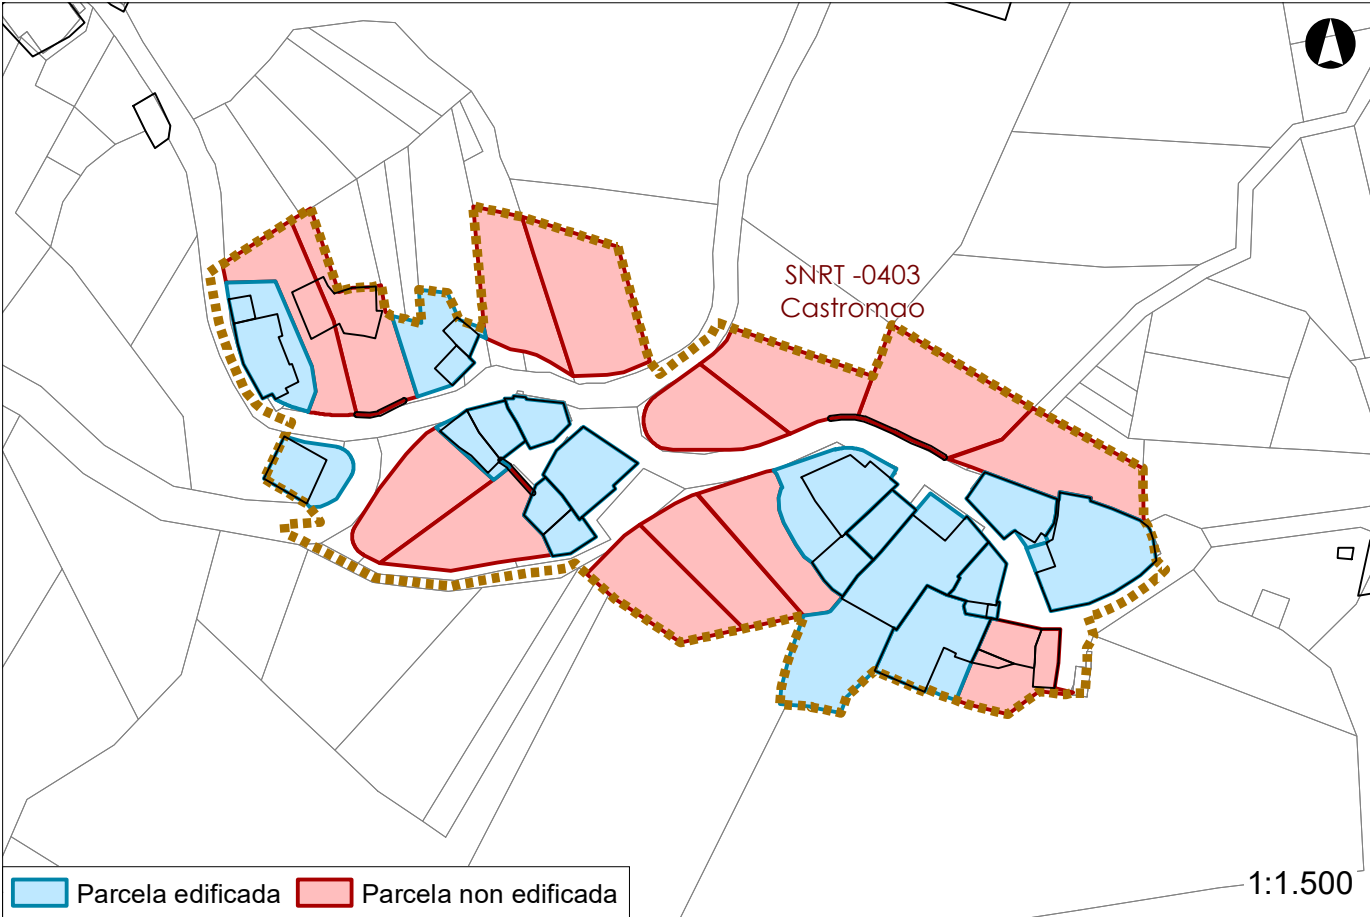 SNRT -0403
Castromao
Parcela edificada
Parcela non edificada
1:1.500